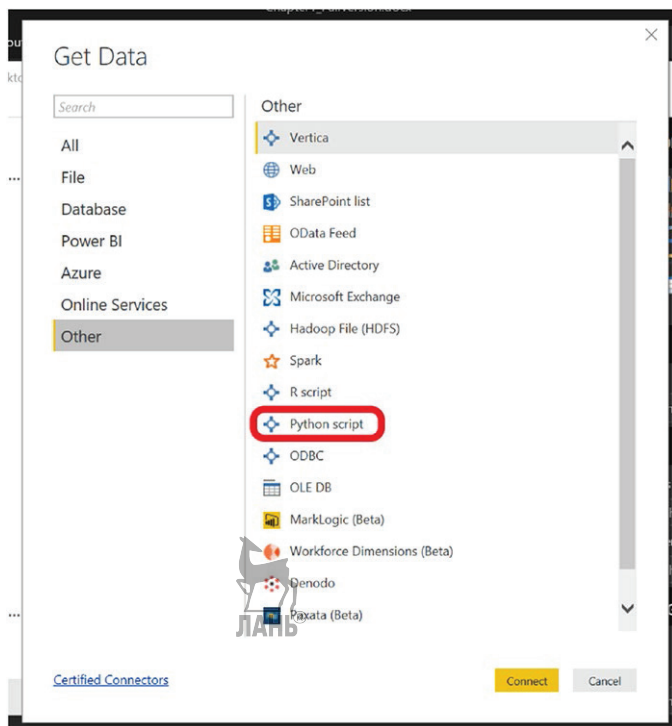 Get Data
Search
All
File
Database
Power BI
Azure
Online Services
Other
Other
Vertica
Web
SharePoint list
OData Feed
Active Directory
Microsoft Exchange
Hadoop File (HDFS)
Spark
R script
Python script
ODBC
OLE DB
MarkLogic (Beta)
Workforce Dimensions (Beta)
Denodo
Paxata (Beta)
ЛАНЬ®
Certified Connectors
Connect
Cancel